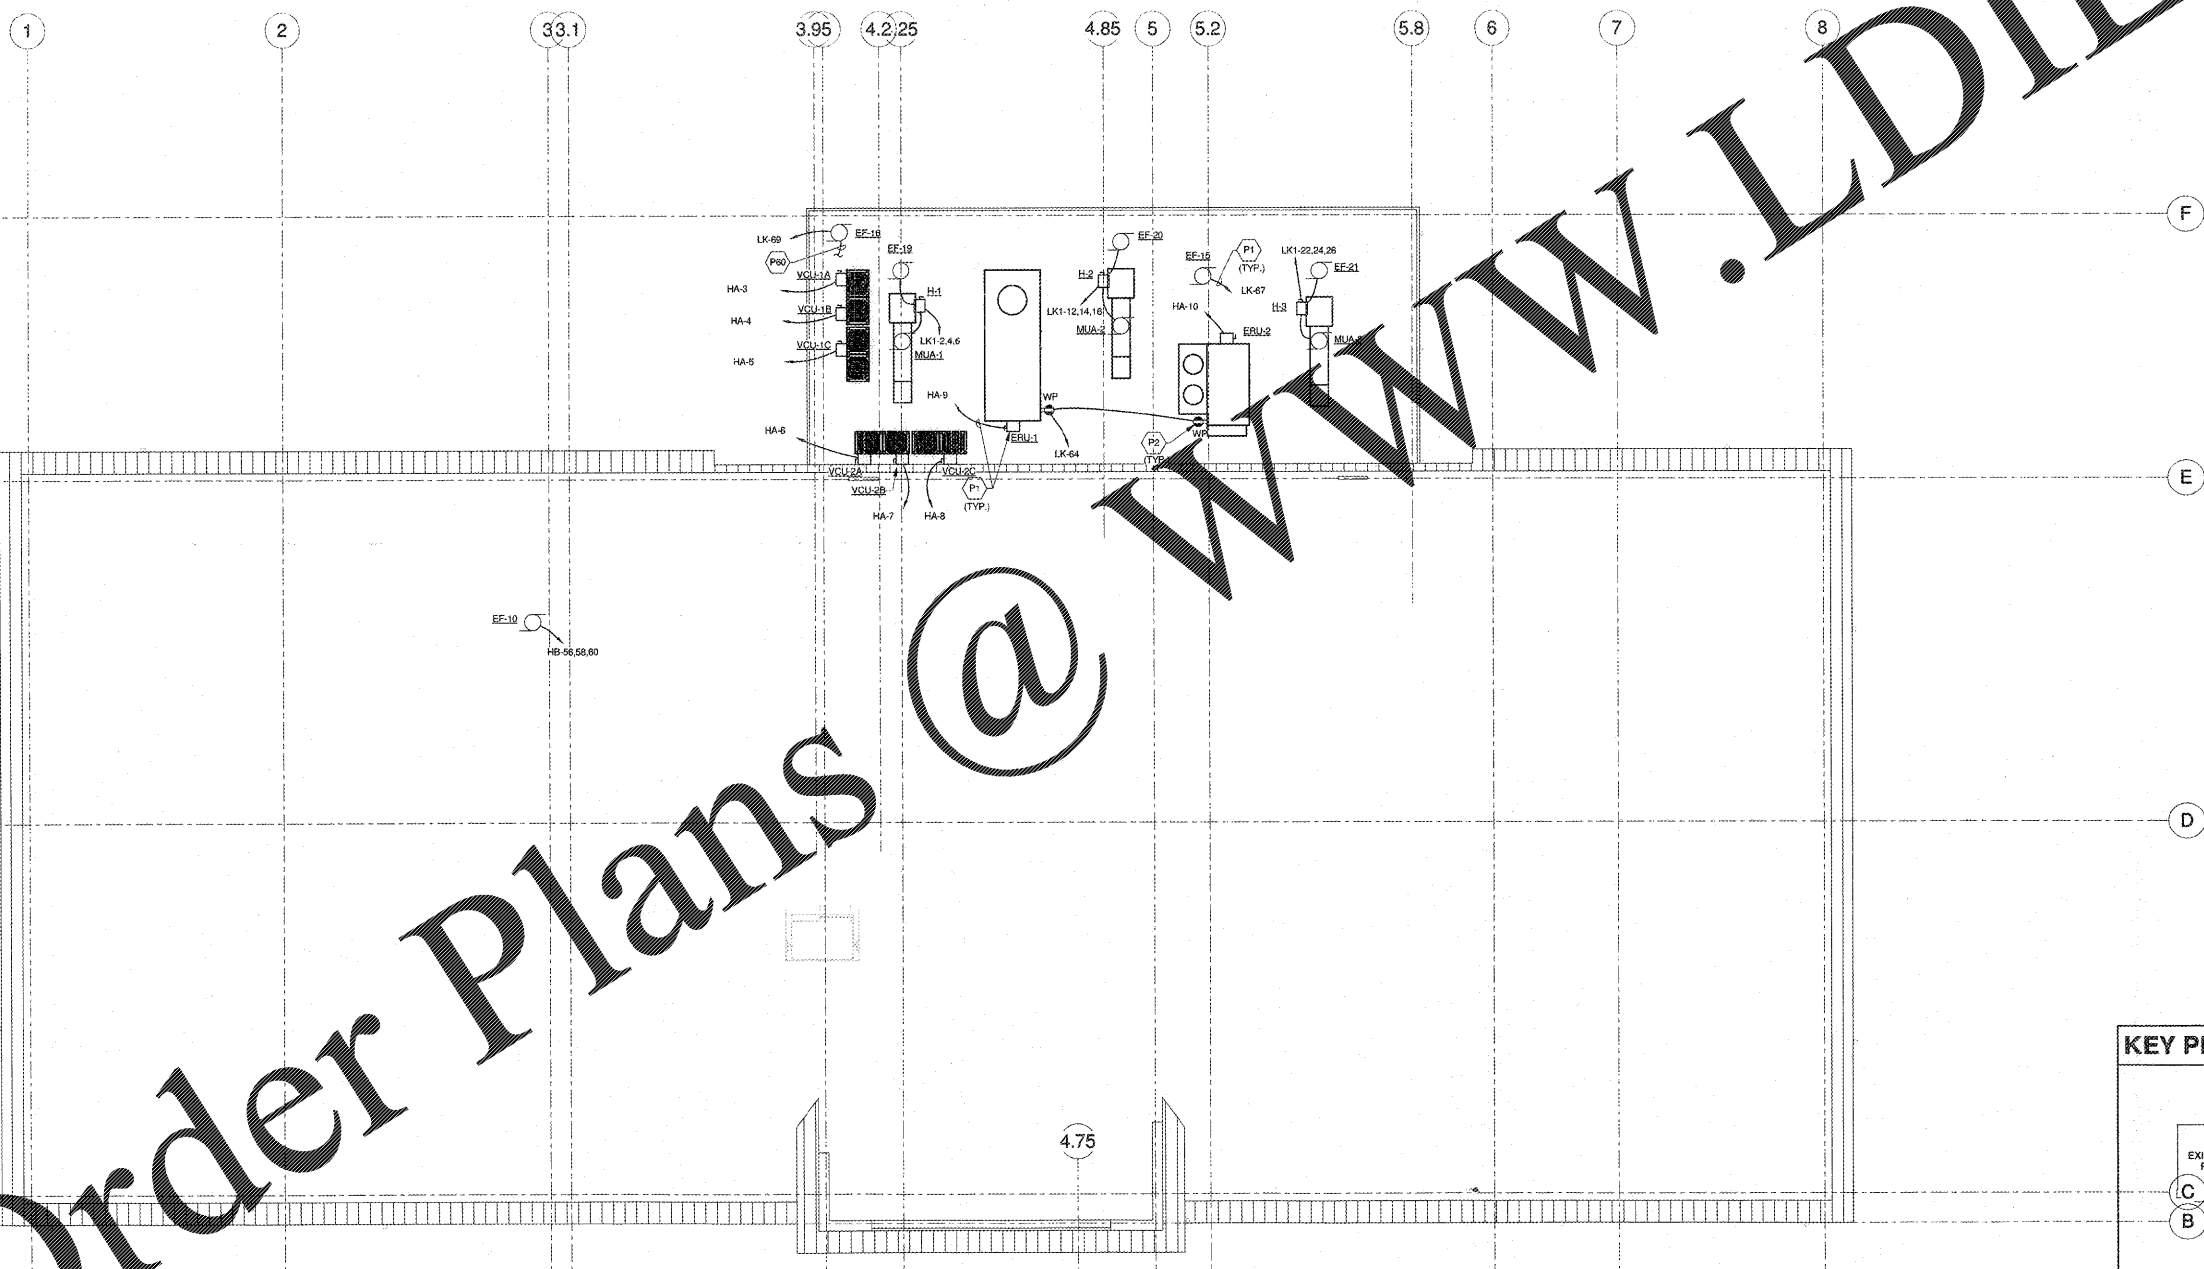 1
2
3
3.1
3.95
4.2
25
4.85
5
5.2
5.8
6
7
8
F
LK-69
P60
EF-19
EF-20
EF-15
P1
(TYP.)
LK1-22,24,26
EF-21
VCU-1A
HA-3
H-1
H-2
LK-67
VCU-1B
HA-4
LK1-12,14,16
HA-10
H-3
MUA-2
ERU-2
VCU-1C
HA-5
LK1-2,4,6
MUA-1
HA-9
WP
HA-6
ERU-1
LK-64
WP
P2
(TYP.)
VCU-2A
VCU-2B
VCU-2C
P1
(TYP.)
HA-7
HA-8
E
EF-10
HB-56,58,60
D
KEY
4.75
C
B
Order Plans @ www.LDI